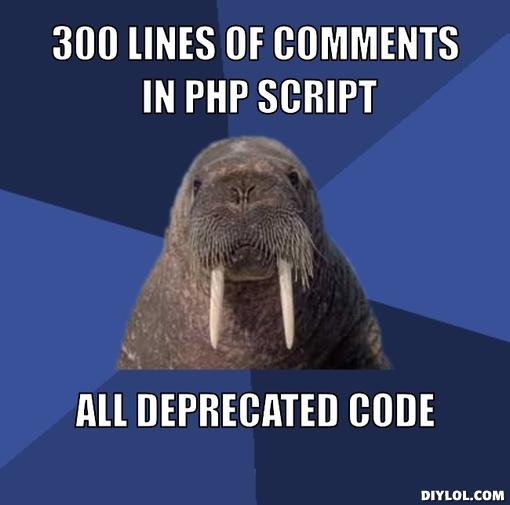 300 LINES OF COMMENTS
IN PHP SCRIPT
ALL DEPRECATED CODE
DIYLOL.COM